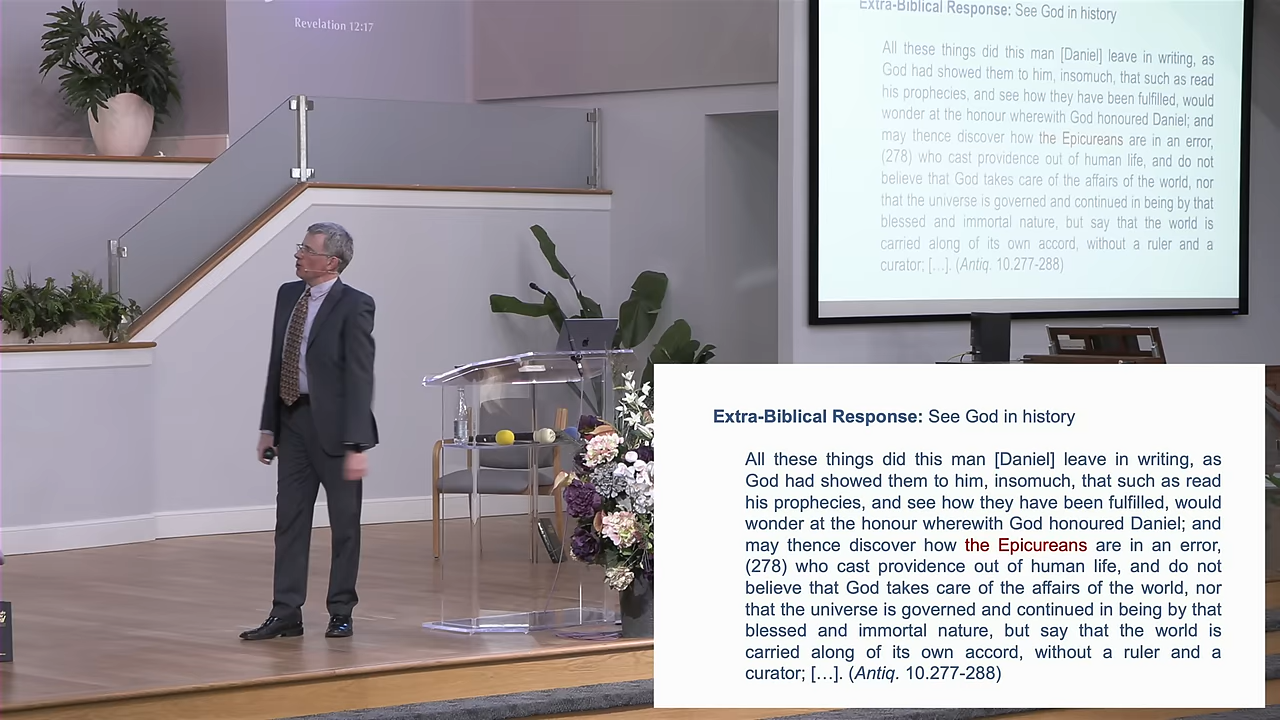 Revelation 12:17
Extra-Biblical Response: See God in history
All these things did this man [Daniel] leave in writing, as
God had showed them to him, insomuch, that such as read
his prophecies, and see how they have been fulfilled, would
wonder at the honour wherewith God honoured Daniel; and
may thence discover how the Epicureans are in an error,
(278) who cast providence out of human life, and do not
believe that God takes care of the affairs of the world, nor
that the universe is governed and continued in being by that
blessed and immortal nature, but say that the world is
carried along of its own accord, without a ruler and a
curator; […]. (Antiq. 10.277-288)
Extra-Biblical Response: See God in history
All these things did this man [Daniel] leave in writing, as
God had showed them to him, insomuch, that such as read
his prophecies, and see how they have been fulfilled, would
wonder at the honour wherewith God honoured Daniel; and
may thence discover how the Epicureans are in an error,
(278) who cast providence out of human life, and do not
believe that God takes care of the affairs of the world, nor
that the universe is governed and continued in being by that
blessed and immortal nature, but say that the world is
carried along of its own accord, without a ruler and a
curator; […]. (Antiq. 10.277-288)